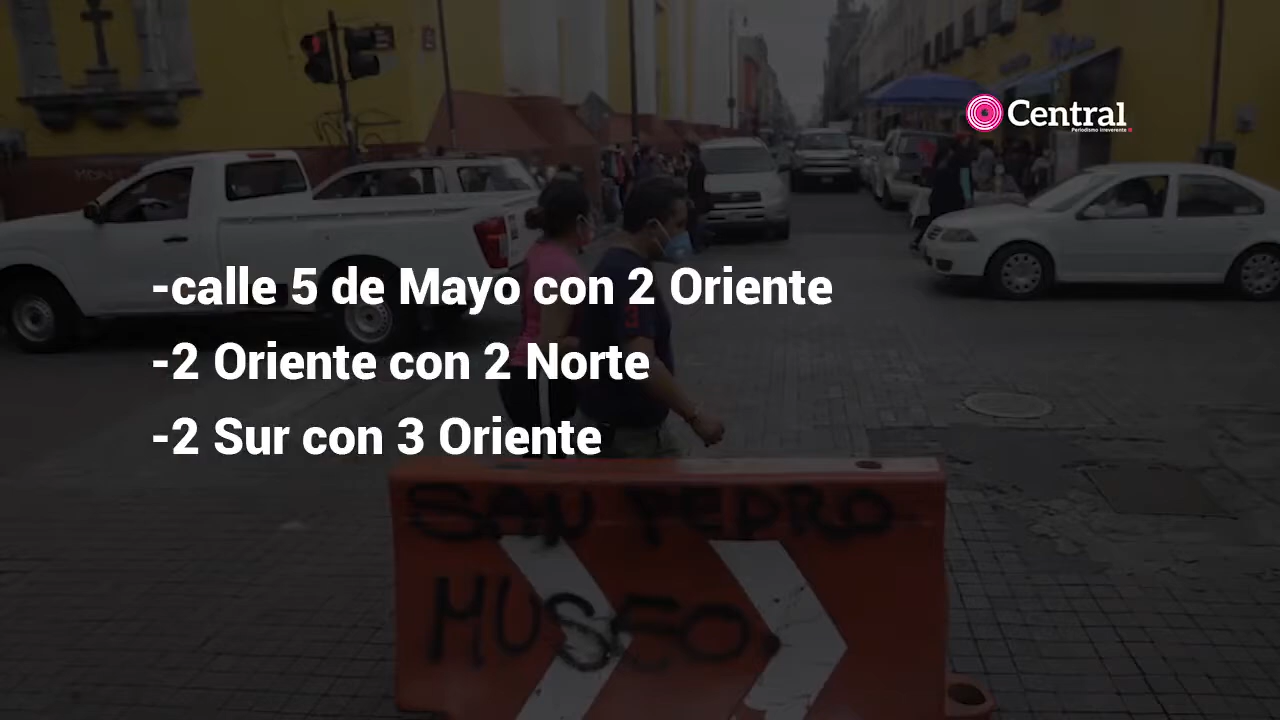 Central
Periodismo irreverente
-calle 5 de Mayo con 2 Oriente
-2 Oriente con 2 Norte
-2 Sur con 3 Oriente
SAN PEDRO
MUSEO.